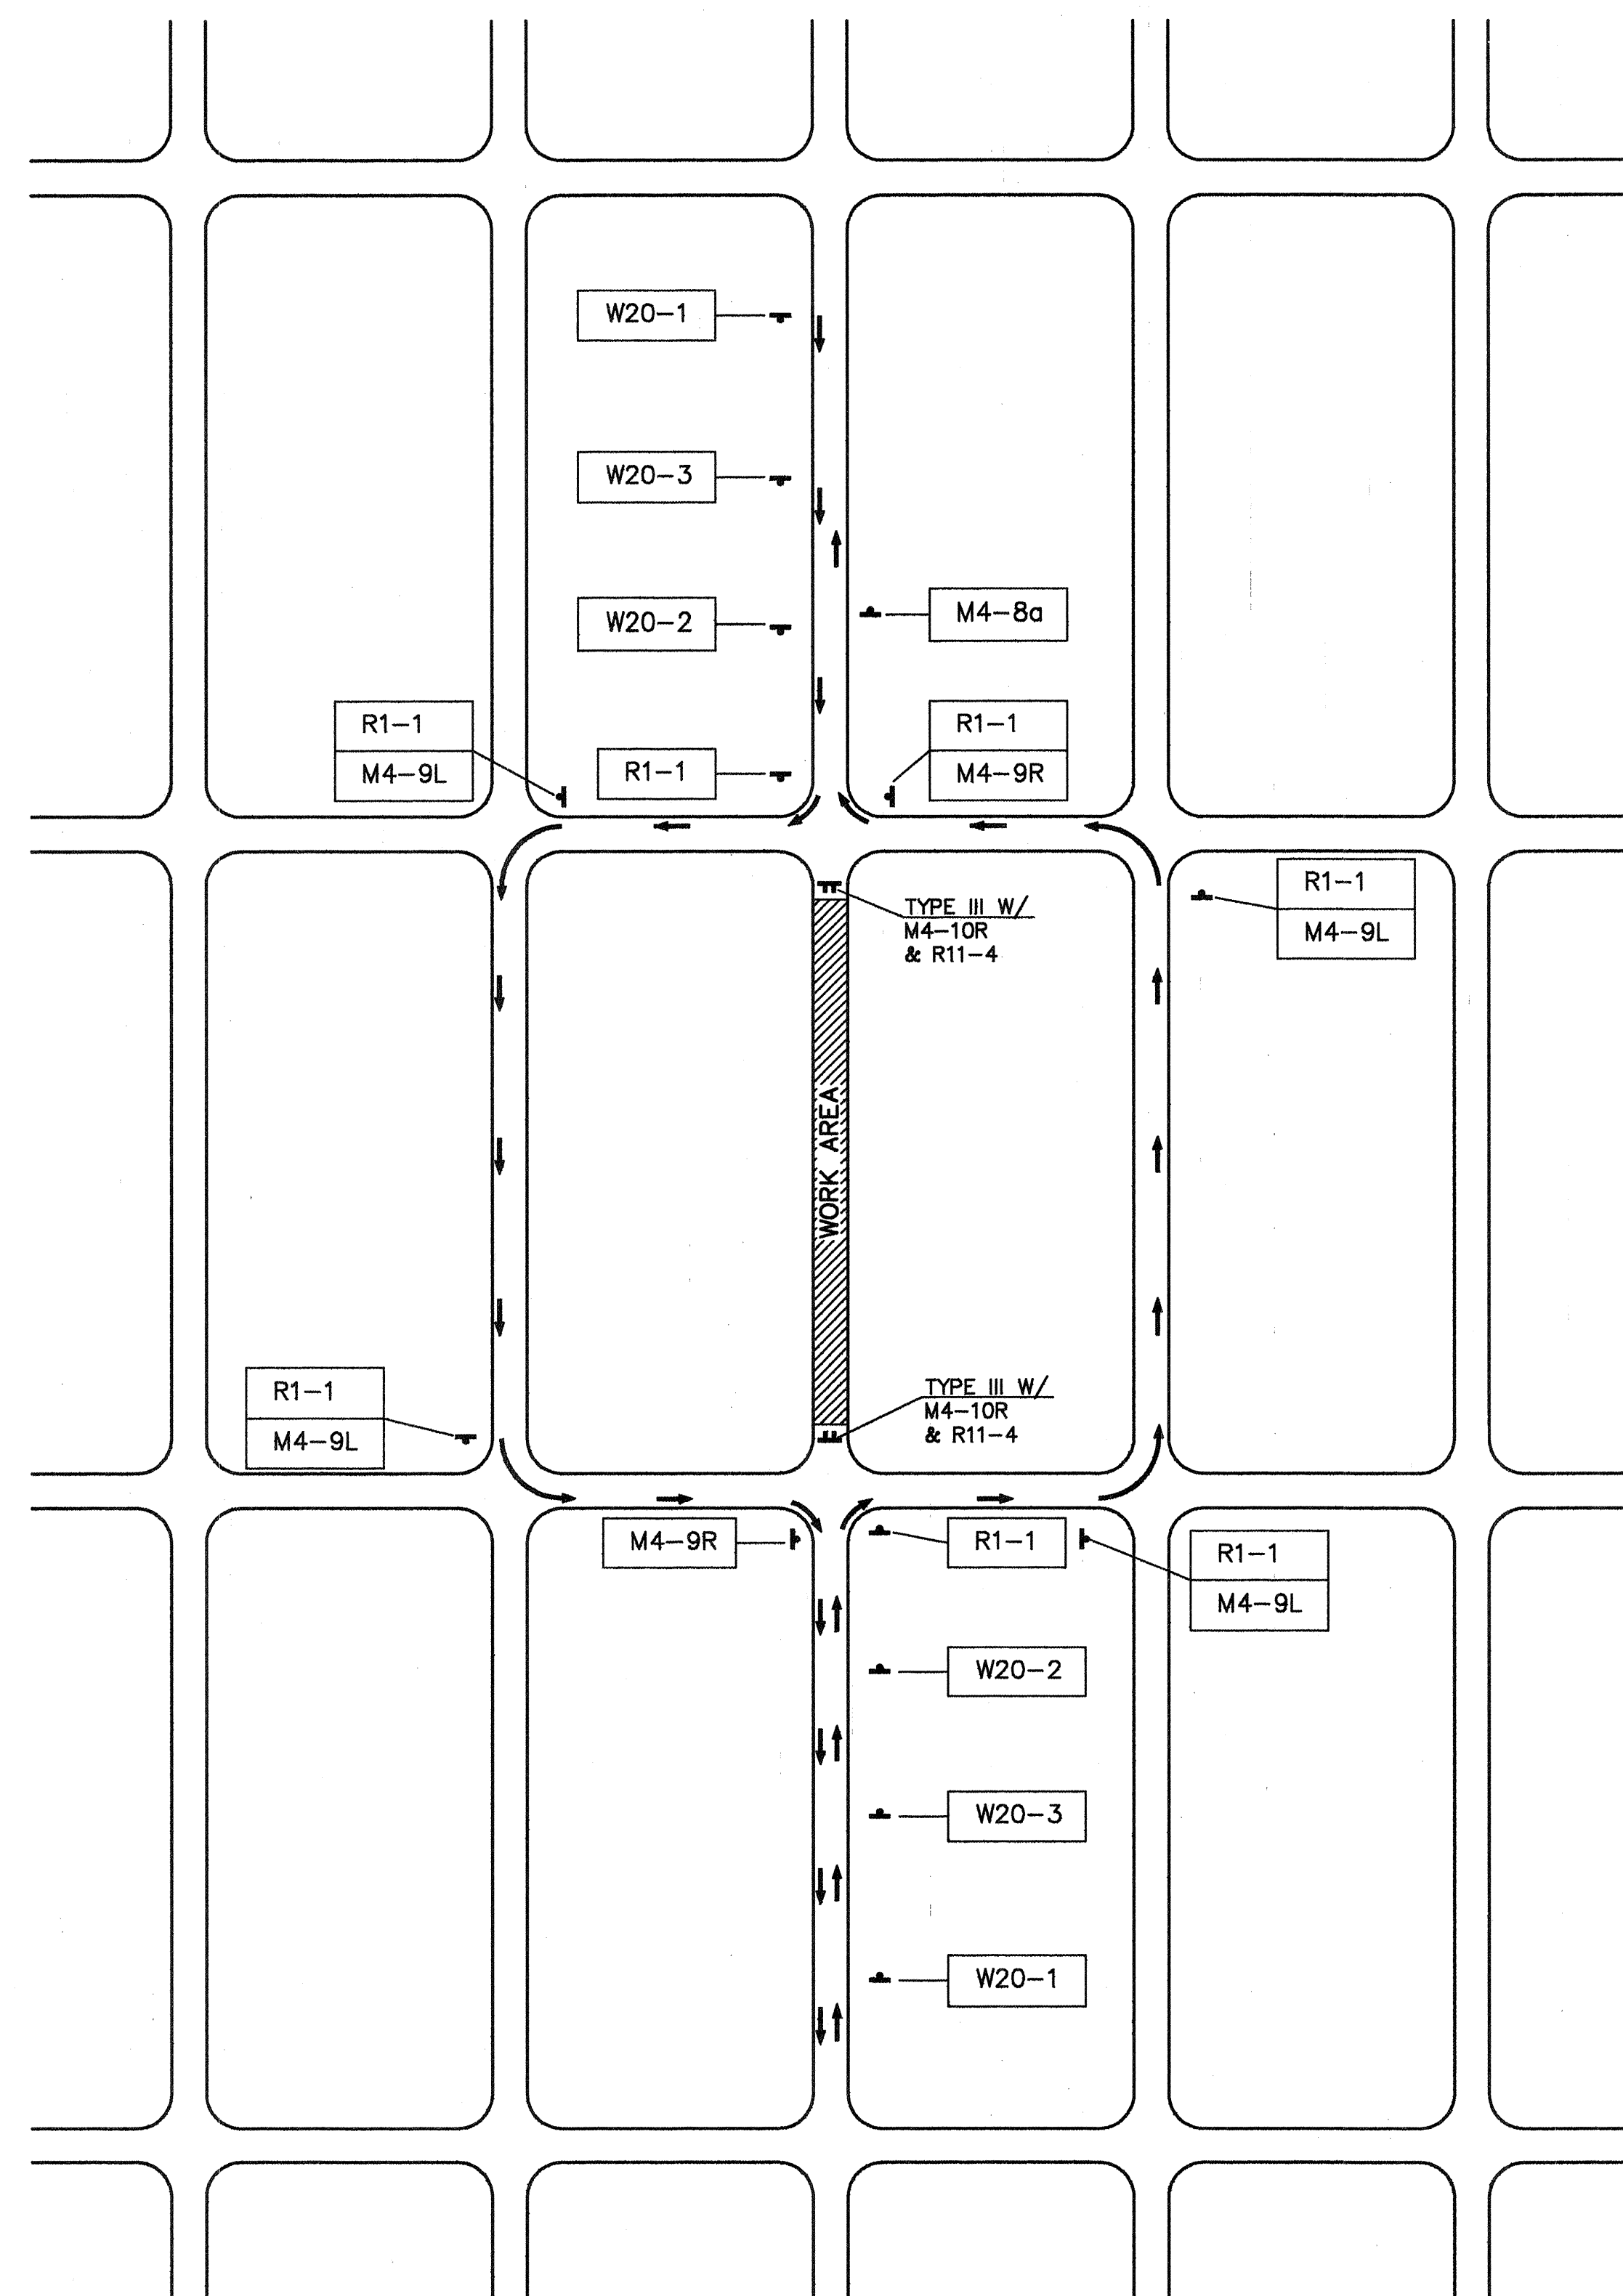 W20-1
W20-3
W20-2
M4-8a
R1-1
M4-9L
R1-1
R1-1
M4-9R
R1-1
M4-9L
TYPE III W/
M4-10R
& R11-4
WORK AREA
R1-1
M4-9L
TYPE III W/
M4-10R
& R11-4
M4-9R
R1-1
R1-1
M4-9L
W20-2
W20-3
W20-1